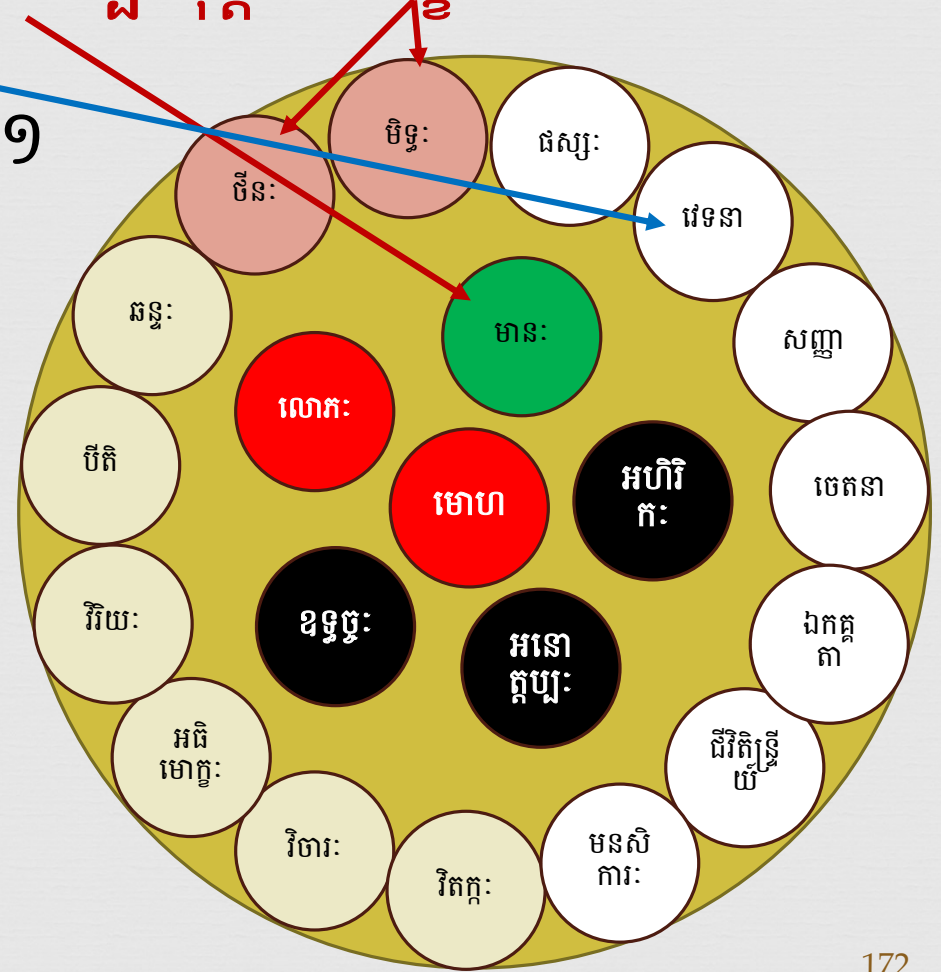 ១
មិទ្ធៈ
ផស្សៈ
ថីនៈ
វេទនា
ឆន្ទៈ
មានៈ
សញ្ញា
លោភៈ
បីតិ
មោហ
អហិរិ
កៈ
ចេតនា
វិរិយៈ
ឧទ្ធច្ចៈ
អនោ
ត្តប្បៈ
ឯកគ្គ
តា
អធិ
មោក្ខៈ
ជីវិតិន្ទ្រី
យ៍
វិចារៈ
វិតក្កៈ
មនសិ
ការៈ
172